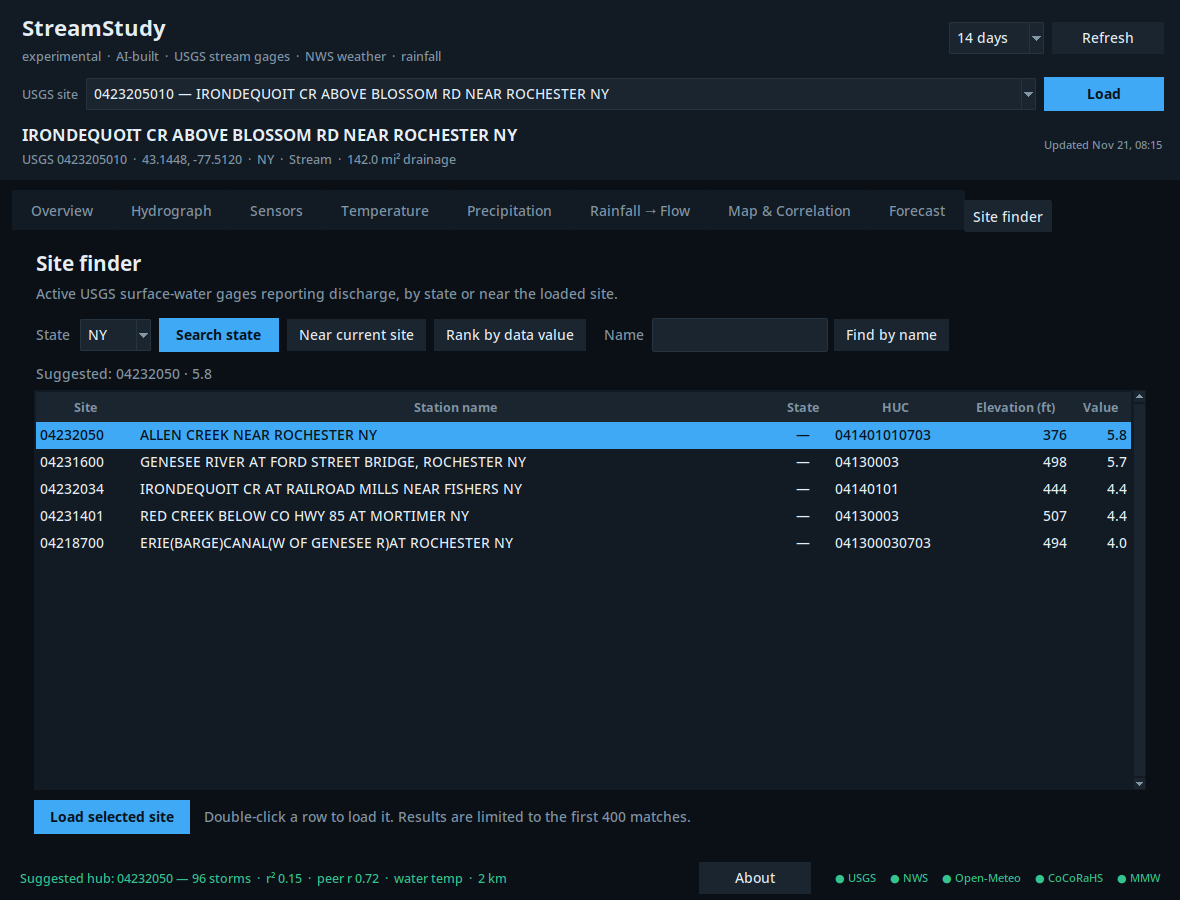 StreamStudy
experimental · AI-built · USGS stream gages · NWS weather · rainfall
14 days
Refresh
USGS site
0423205010 — IRONDEQUOIT CR ABOVE BLOSSOM RD NEAR ROCHESTER NY
Load
IRONDEQUOIT CR ABOVE BLOSSOM RD NEAR ROCHESTER NY
USGS 0423205010 · 43.1448, -77.5120 · NY · Stream · 142.0 mi² drainage
Updated Nov 21, 08:15
Overview Hydrograph Sensors Temperature Precipitation Rainfall → Flow Map & Correlation Forecast Site finder
Site finder
Active USGS surface-water gages reporting discharge, by state or near the loaded site.
State NY Search state Near current site Rank by data value Name Find by name
Suggested: 04232050 · 5.8
Site Station name State HUC Elevation (ft) Value
04232050 ALLEN CREEK NEAR ROCHESTER NY — 041401010703 376 5.8
04231600 GENESEE RIVER AT FORD STREET BRIDGE, ROCHESTER NY — 04130003 498 5.7
04232034 IRONDEQUOIT CR AT RAILROAD MILLS NEAR FISHERS NY — 04140101 444 4.4
04231401 RED CREEK BELOW CO HWY 85 AT MORTIMER NY — 04130003 507 4.4
04218700 ERIE(BARGE)CANAL(W OF GENESEE R)AT ROCHESTER NY — 041300030703 494 4.0
Load selected site
Double-click a row to load it. Results are limited to the first 400 matches.
Suggested hub: 04232050 — 96 storms · r² 0.15 · peer r 0.72 · water temp · 2 km
About
● USGS ● NWS ● Open-Meteo ● CoCoRaHS ● MMW